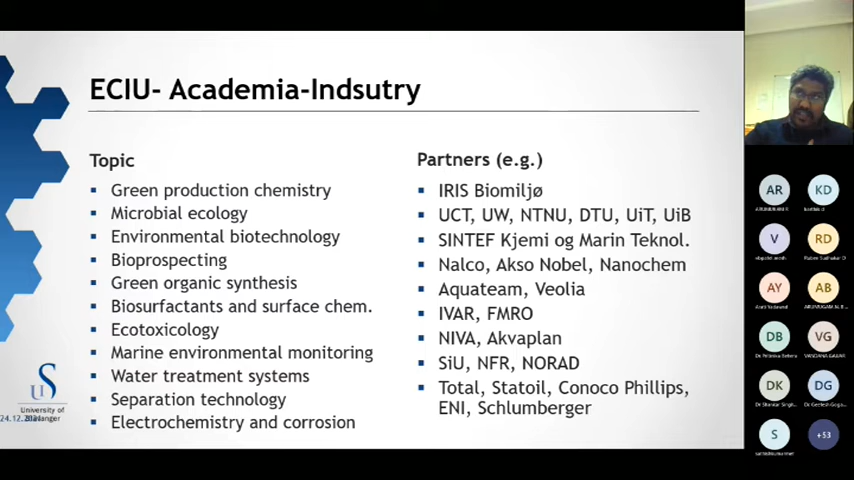 ECIU- Academia-Indsutry
Topic
Green production chemistry
Microbial ecology
Environmental biotechnology
Bioprospecting
Green organic synthesis
Biosurfactants and surface chem.
Ecotoxicology
Marine environmental monitoring
Water treatment systems
Separation technology
Electrochemistry and corrosion
Partners (e.g.)
IRIS Biomiljø
UCT, UW, NTNU, DTU, UiT, UiB
SINTEF Kjemi og Marin Teknol.
Nalco, Akso Nobel, Nanochem
Aquateam, Veolia
IVAR, FMRO
NIVA, Akvaplan
SiU, NFR, NORAD
Total, Statoil, Conoco Phillips,
ENI, Schlumberger
University of
24.12.
AR
KD
V
RD
AY
AB
DB
VG
DK
DG
S
+53